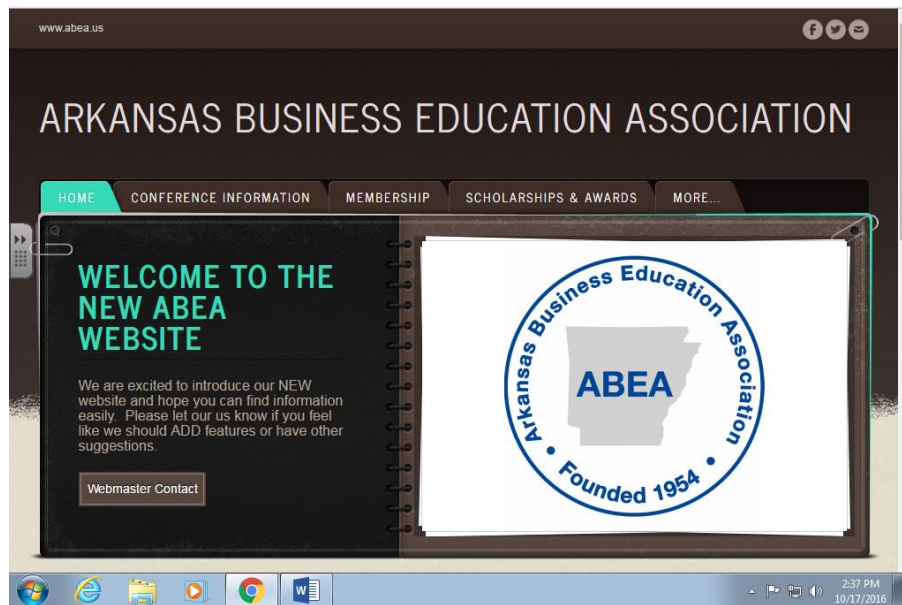 www.abea.us
ARKANSAS BUSINESS EDUCATION ASSOCIATION
HOME CONFERENCE INFORMATION MEMBERSHIP SCHOLARSHIPS & AWARDS MORE...
WELCOME TO THE
NEW ABEA
WEBSITE
We are excited to introduce our NEW
website and hope you can find information
easily. Please let our us know if you feel
like we should ADD features or have other
suggestions.
Webmaster Contact
Arkansas Business Education Association
ABEA
• Founded 1954 •
2:37 PM
10/17/2016